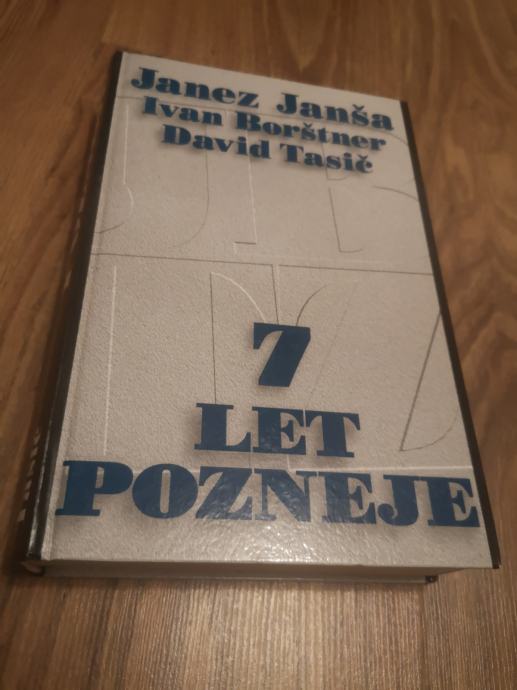 Janez Janša
Ivan Borštner
David Tasič
7
LET
POZNEJE